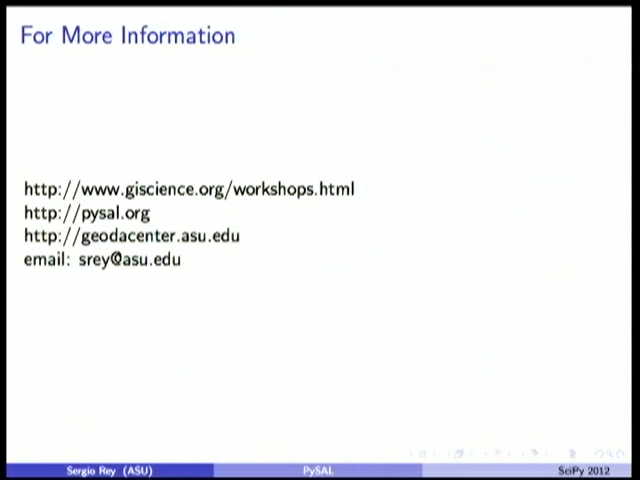 For More Information
http://www.giscience.org/workshops.html
http://pysal.org
http://geodacenter.asu.edu
email: srey@asu.edu
Sergio Rey (ASU) PySAL SciPy 2012